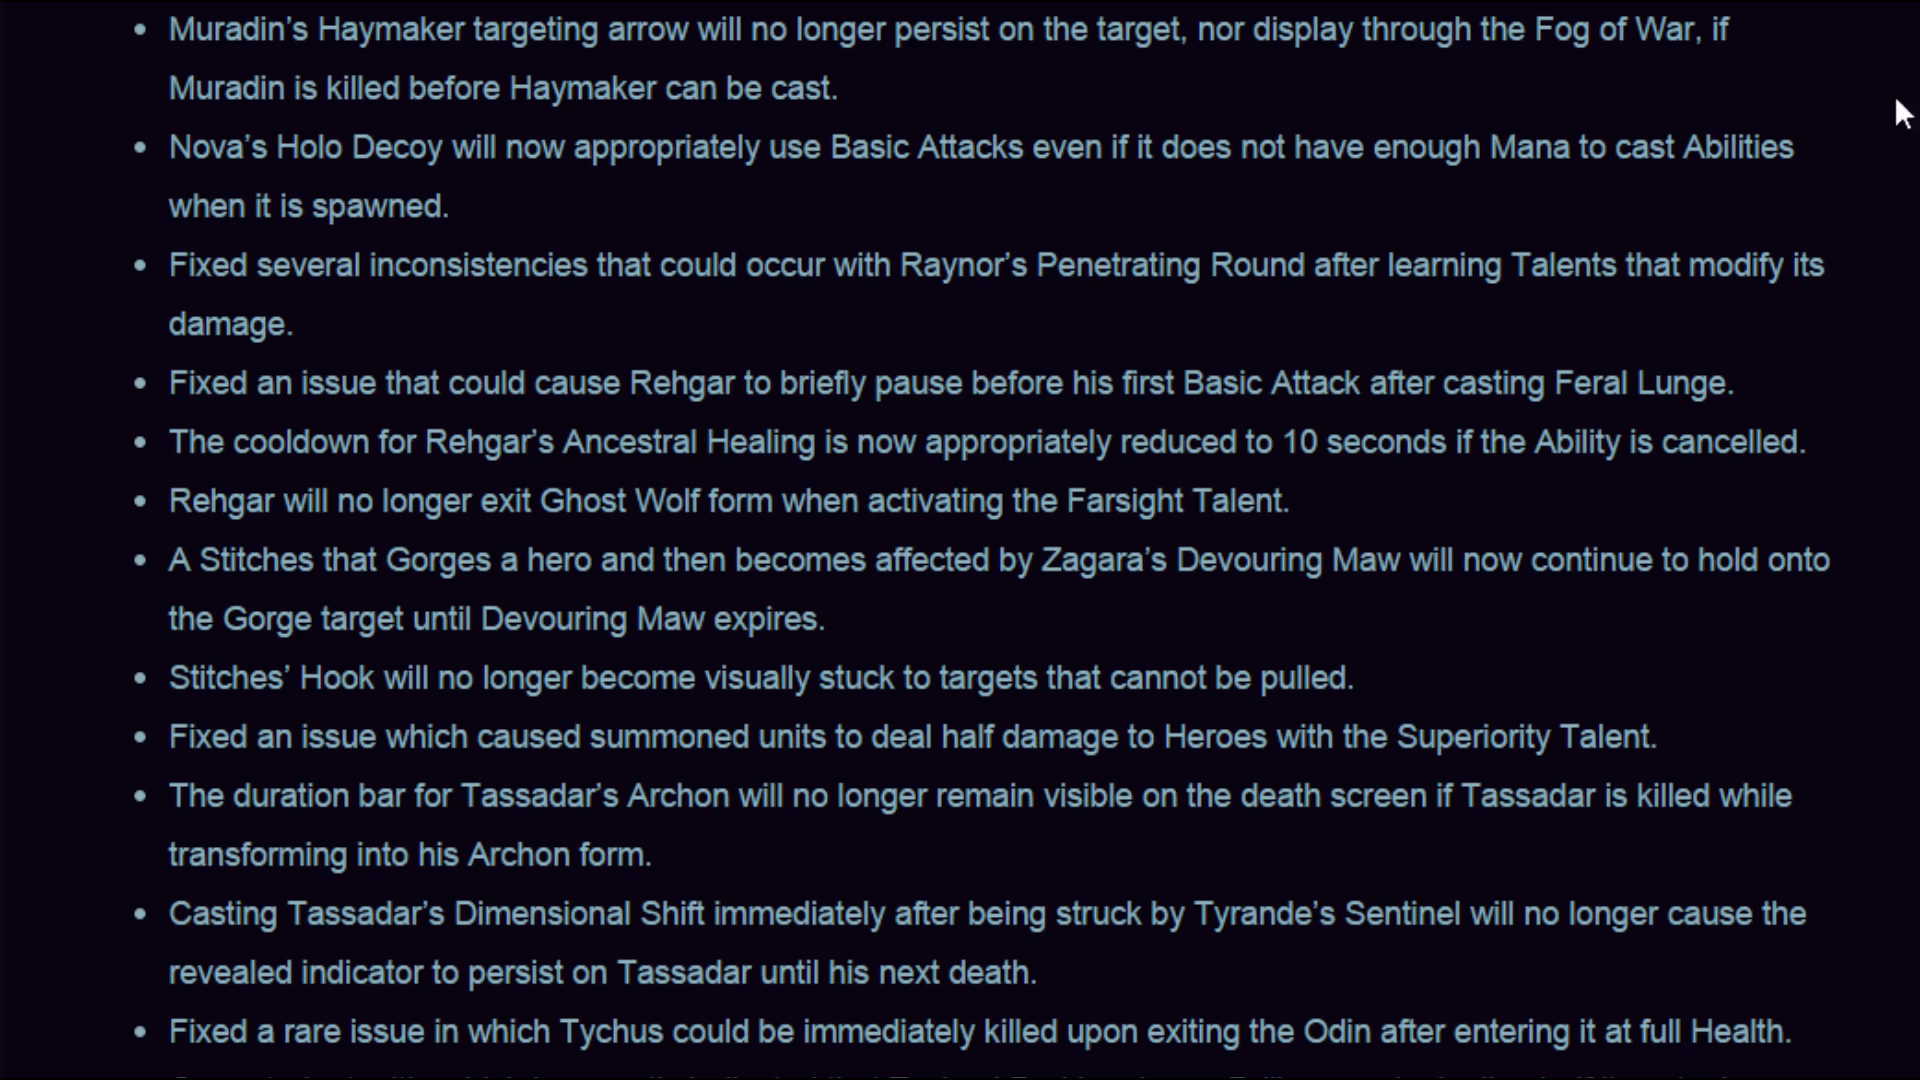 • Muradin’s Haymaker targeting arrow will no longer persist on the target, nor display through the Fog of War, if
Muradin is killed before Haymaker can be cast.
• Nova’s Holo Decoy will now appropriately use Basic Attacks even if it does not have enough Mana to cast Abilities
when it is spawned.
• Fixed several inconsistencies that could occur with Raynor’s Penetrating Round after learning Talents that modify its
damage.
• Fixed an issue that could cause Rehgar to briefly pause before his first Basic Attack after casting Feral Lunge.
• The cooldown for Rehgar’s Ancestral Healing is now appropriately reduced to 10 seconds if the Ability is cancelled.
• Rehgar will no longer exit Ghost Wolf form when activating the Farsight Talent.
• A Stitches that Gorges a hero and then becomes affected by Zagara’s Devouring Maw will now continue to hold onto
the Gorge target until Devouring Maw expires.
• Stitches’ Hook will no longer become visually stuck to targets that cannot be pulled.
• Fixed an issue which caused summoned units to deal half damage to Heroes with the Superiority Talent.
• The duration bar for Tassadar’s Archon will no longer remain visible on the death screen if Tassadar is killed while
transforming into his Archon form.
• Casting Tassadar’s Dimensional Shift immediately after being struck by Tyrande’s Sentinel will no longer cause the
revealed indicator to persist on Tassadar until his next death.
• Fixed a rare issue in which Tychus could be immediately killed upon exiting the Odin after entering it at full Health.